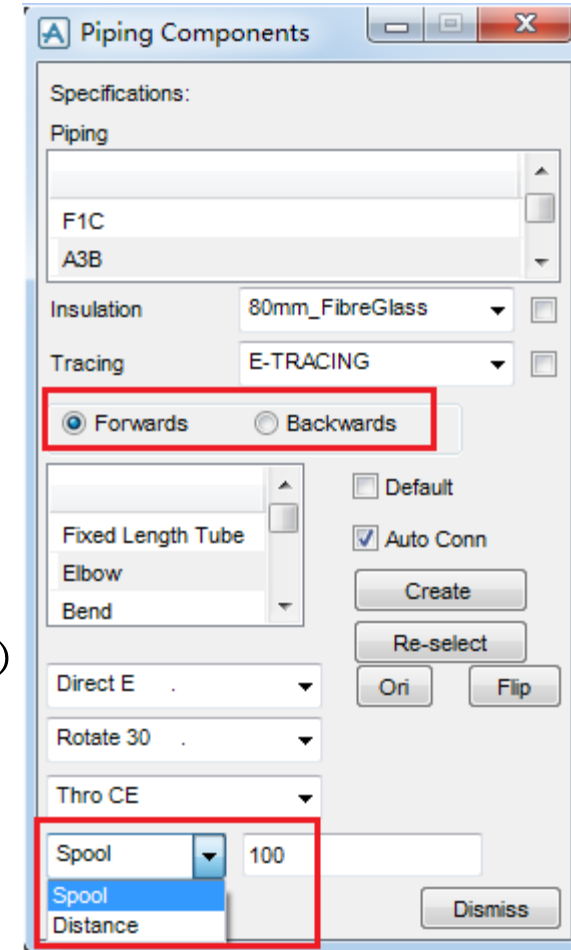 Piping Components
Specifications:
Piping
F1C
A3B
Insulation 80mm_FibreGlass
Tracing E-TRACING
Forwards Backwards
Default
Fixed Length Tube
Auto Conn
Elbow
Create
Bend
Re-select
)
Direct E .
Ori Flip
Rotate 30 .
Thro CE
Spool 100
Spool
Distance
Dismiss